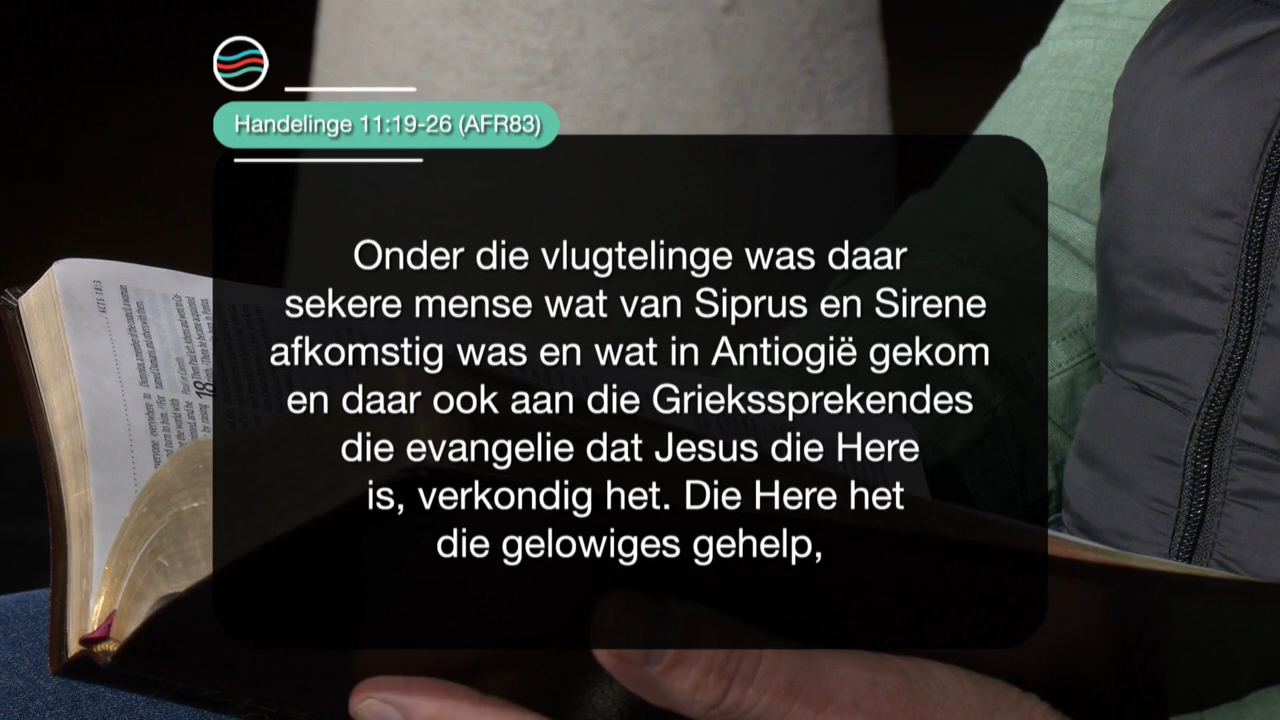 Handelinge 11:19-26 (AFR83)
Onder die vlugtelinge was daar
sekere mense wat van Siprus en Sirene
afkomstig was en wat in Antiogië gekom
en daar ook aan die Griekssprekendes
die evangelie dat Jesus die Here
is, verkondig het. Die Here het
die gelowiges gehelp,
18